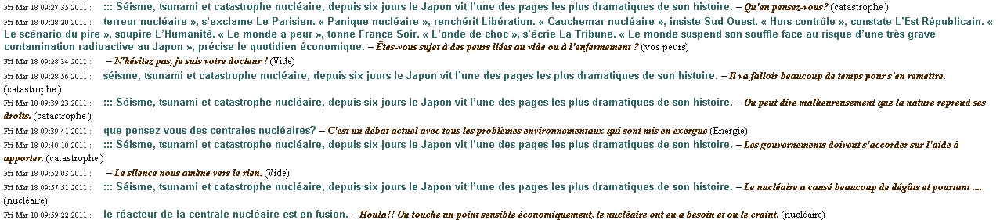 Fri Mar 18 09:27:35 2011 : ::: Séisme, tsunami et catastrophe nucléaire, depuis six jours le Japon vit l’une des pages les plus dramatiques de son histoire. – Qu'en pensez-vous? (catastrophe )
Fri Mar 18 09:28:20 2011 : terreur nucléaire », s’exclame Le Parisien. « Panique nucléaire », renchérit Libération. « Cauchemar nucléaire », insiste Sud-Ouest. « Hors-contrôle », constate L’Est Républicain. «
Le scénario du pire », soupire L’Humanité. « Le monde a peur », tonne France Soir. « L’onde de choc », s’écrie La Tribune. « Le monde suspend son souffle face au risque d’une très grave
contamination radioactive au Japon », précise le quotidien économique. – Êtes-vous sujet à des peurs liées au vide ou à l'enfermement ? (vos peurs)
Fri Mar 18 09:28:34 2011 : – N'hésitez pas, je suis votre docteur ! (Vide)
Fri Mar 18 09:28:56 2011 : séisme, tsunami et catastrophe nucléaire, depuis six jours le Japon vit l’une des pages les plus dramatiques de son histoire. – Il va falloir beaucoup de temps pour s'en remettre.
(catastrophe )
Fri Mar 18 09:39:23 2011 : ::: Séisme, tsunami et catastrophe nucléaire, depuis six jours le Japon vit l’une des pages les plus dramatiques de son histoire. – On peut dire malheureusement que la nature reprend ses
droits. (catastrophe )
Fri Mar 18 09:39:41 2011 : que pensez vous des centrales nucléaires? – C'est un débat actuel avec tous les problèmes environnementaux qui sont mis en exergue (Energie)
Fri Mar 18 09:40:10 2011 : ::: Séisme, tsunami et catastrophe nucléaire, depuis six jours le Japon vit l’une des pages les plus dramatiques de son histoire. – Les gouvernements doivent s'accorder sur l'aide à
apporter. (catastrophe )
Fri Mar 18 09:52:03 2011 : – Le silence nous amène vers le rien. (Vide)
Fri Mar 18 09:57:51 2011 : ::: Séisme, tsunami et catastrophe nucléaire, depuis six jours le Japon vit l’une des pages les plus dramatiques de son histoire. – Le nucléaire a causé beaucoup de dégâts et pourtant ....
(nucléaire)
Fri Mar 18 09:59:22 2011 : le réacteur de la centrale nucléaire est en fusion. – Houla!! On touche un point sensible économiquement, le nucléaire ont en a besoin et on le craint. (nucléaire)